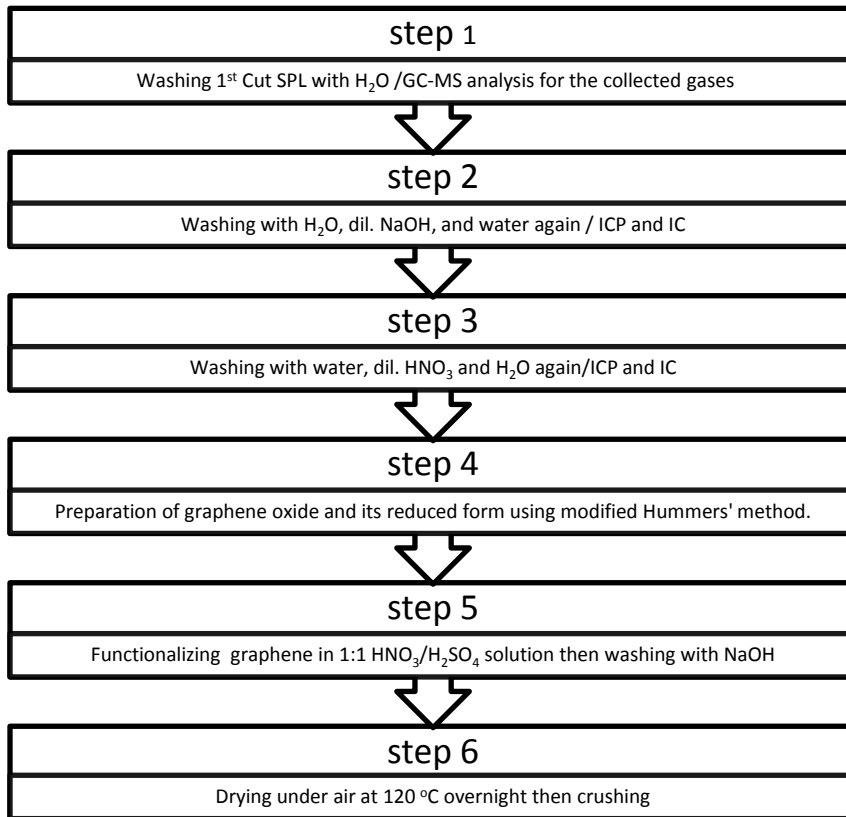 step 1
Washing 1st Cut SPL with H2O /GC-MS analysis for the collected gases
step 2
Washing with H2O, dil. NaOH, and water again / ICP and IC
step 3
Washing with water, dil. HNO3 and H2O again/ICP and IC
step 4
Preparation of graphene oxide and its reduced form using modified Hummers' method.
step 5
Functionalizing graphene in 1:1 HNO3/H2SO4 solution then washing with NaOH
step 6
Drying under air at 120 oC overnight then crushing